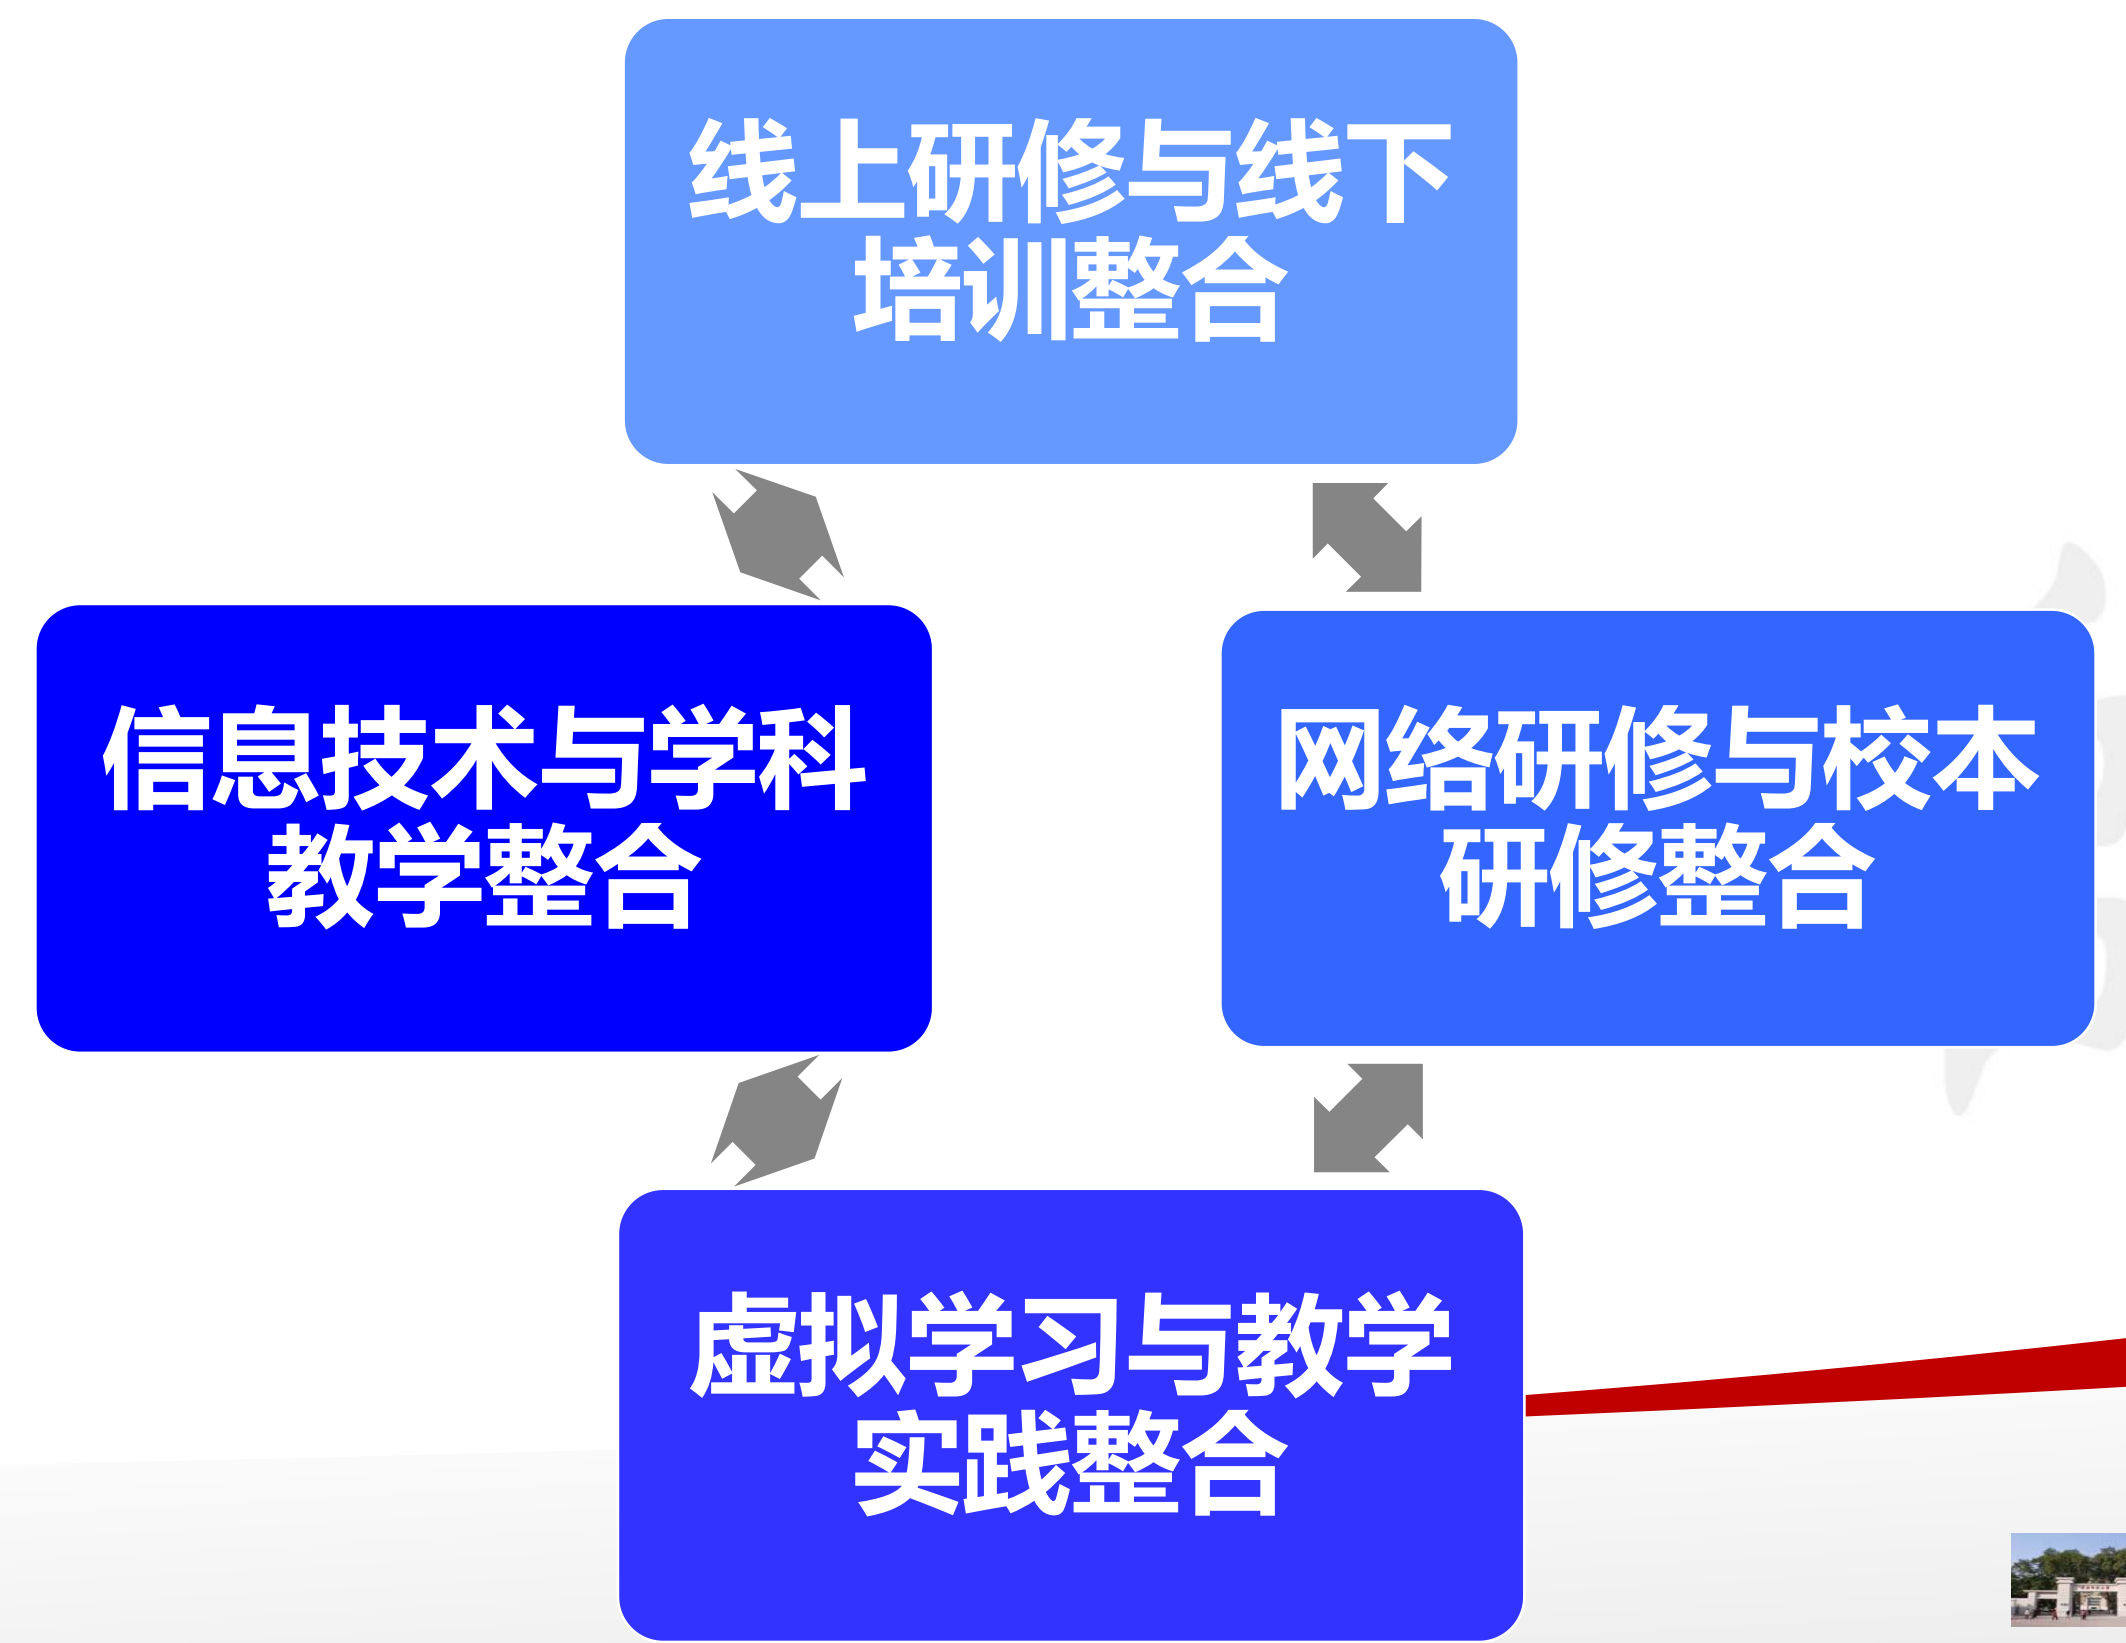 线上研修与线下
培训整合
信息技术与学科
教学整合
网络研修与校本
研修整合
虚拟学习与教学
实践整合